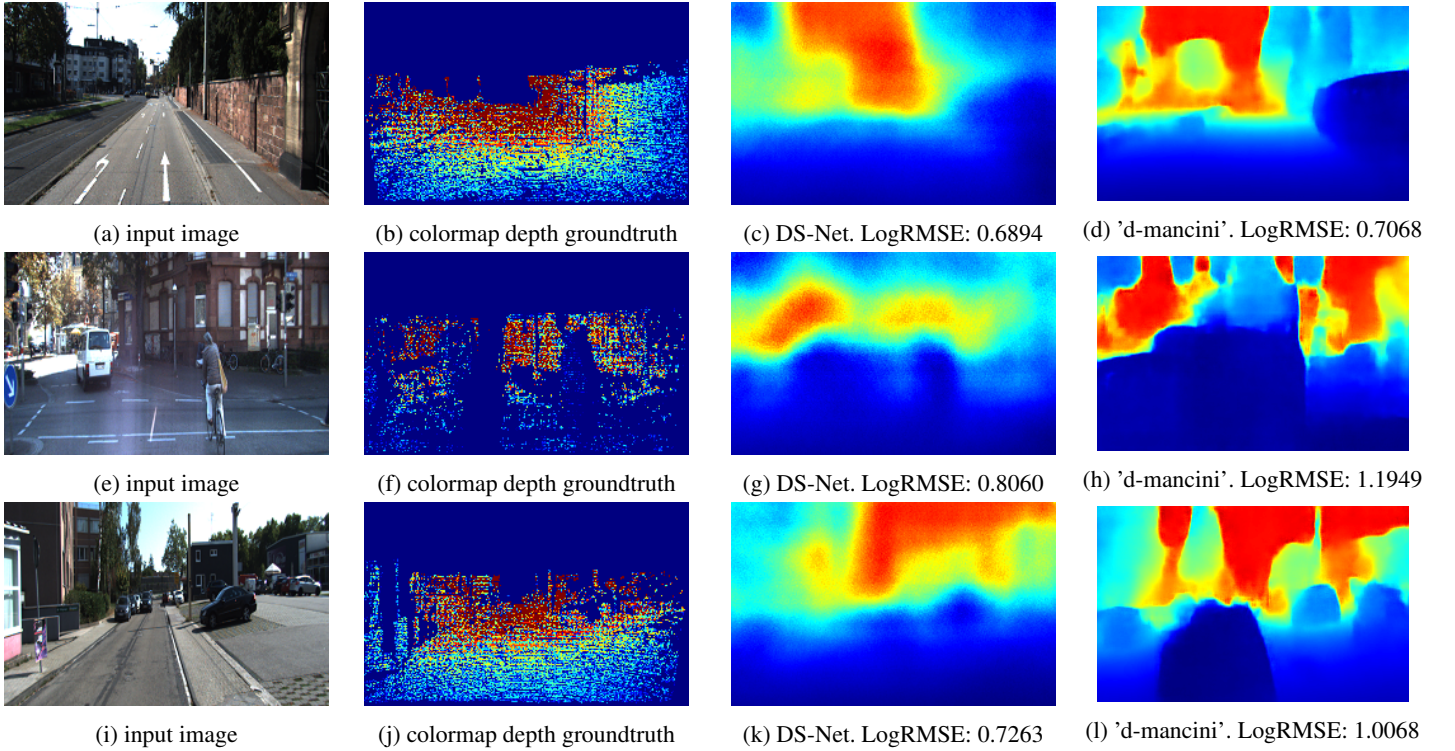 (a) input image
(b) colormap depth groundtruth
(c) DS-Net. LogRMSE: 0.6894
(d) ’d-mancini’. LogRMSE: 0.7068
(e) input image
(f) colormap depth groundtruth
(g) DS-Net. LogRMSE: 0.8060
(h) ’d-mancini’. LogRMSE: 1.1949
(i) input image
(j) colormap depth groundtruth
(k) DS-Net. LogRMSE: 0.7263
(l) ’d-mancini’. LogRMSE: 1.0068